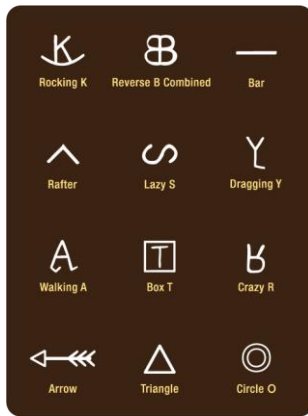 Rocking K Reverse B Combined Bar
Rafter Lazy S Dragging Y
Walking A Box T Crazy R
Arrow Triangle Circle O